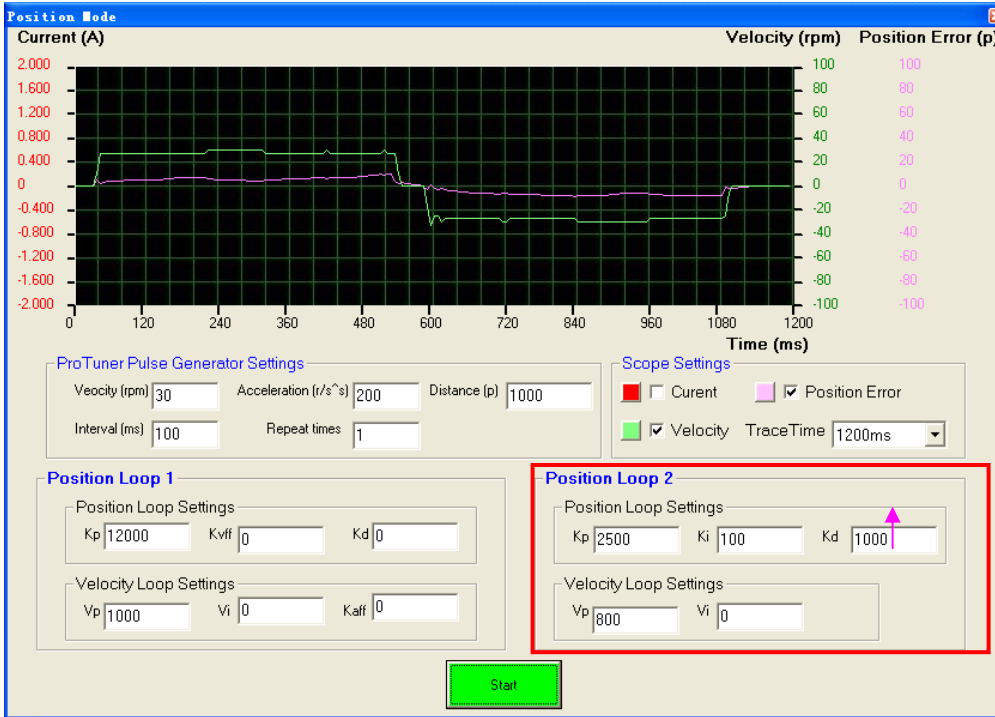 Position Mode
Current (A) Velocity (rpm) Position Error (p)
2.000 100 100
1.600 80 80
1.200 60 60
0.800 40 40
0.400 20 20
0 0 0
-0.400 -20 -20
-0.800 -40 -40
-1.200 -60 -60
-1.600 -80 -80
-2.000 -100 -100
0 120 240 360 480 600 720 840 960 1080 1200
Time (ms)
ProTuner Pulse Generator Settings
Veocity (rpm) 30 Acceleration (r/s^s) 200 Distance (p) 1000
Interval (ms) 100 Repeat times 1
Scope Settings
Curent Position Error
Velocity TraceTime 1200ms
Position Loop 1
Position Loop Settings
Kp 12000 Kvff 0 Kd 0
Velocity Loop Settings
Vp 1000 Vi 0 Kaff 0
Position Loop 2
Position Loop Settings
Kp 2500 Ki 100 Kd 1000
Velocity Loop Settings
Vp 800 Vi 0
Start